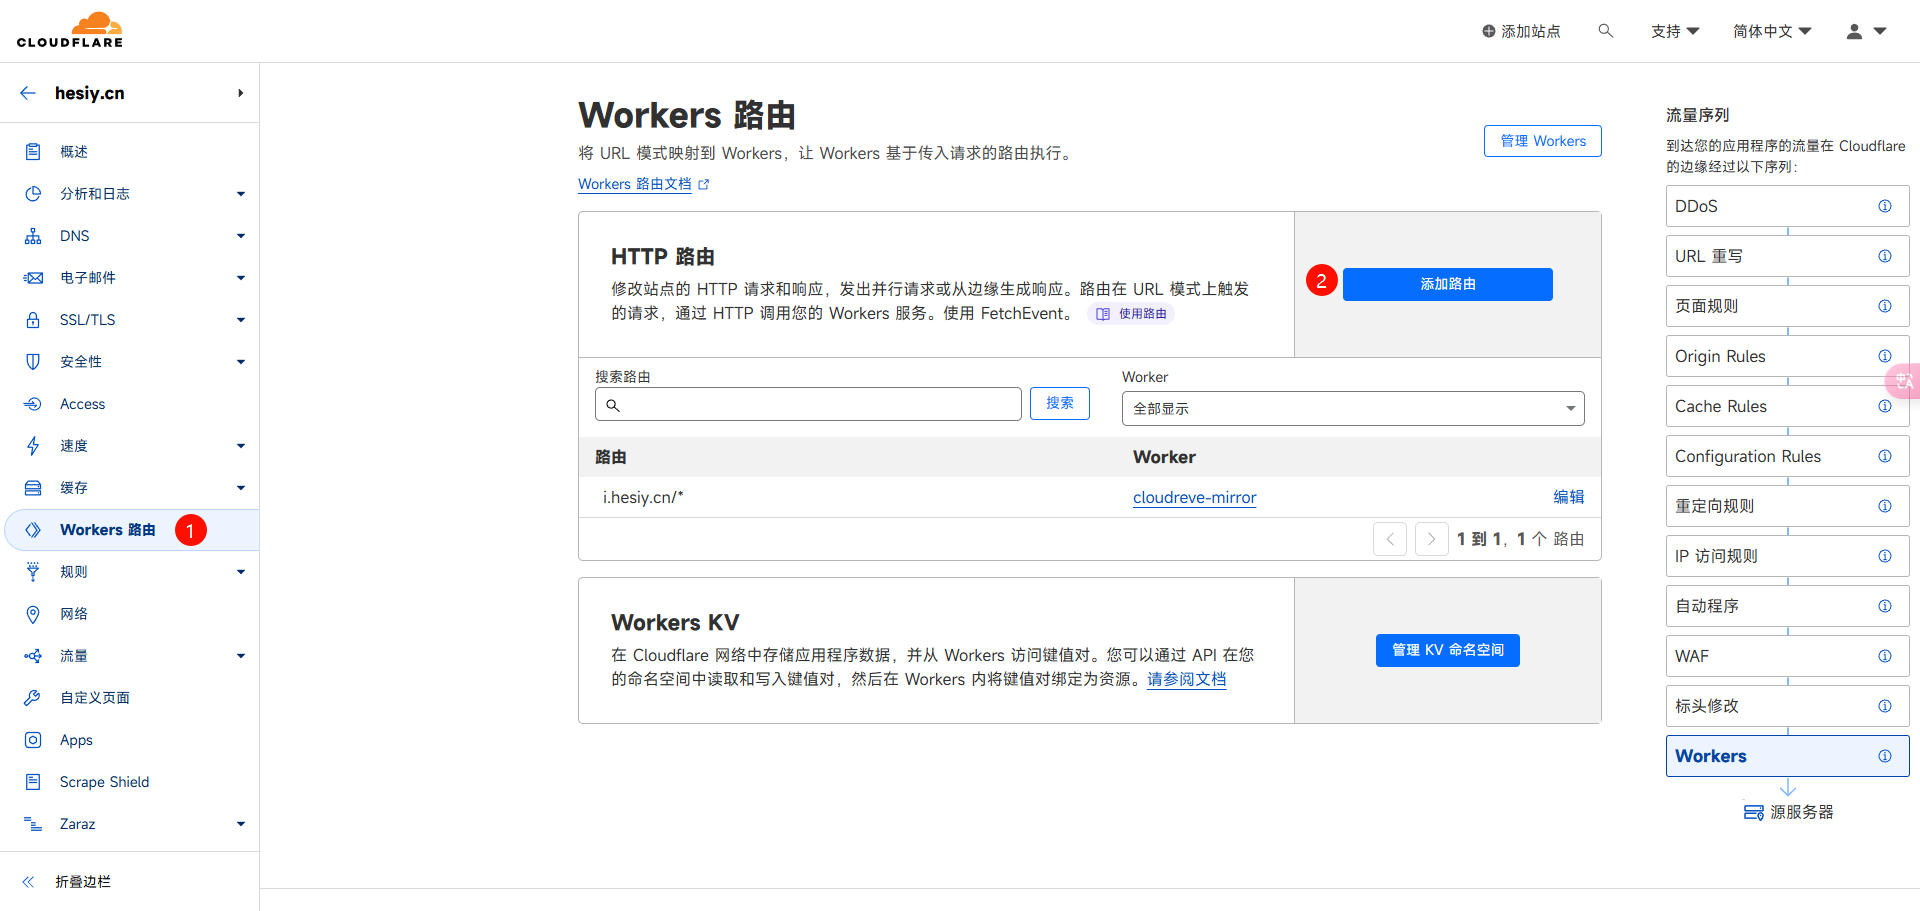 CLOUDFLARE
添加站点
支持
简体中文
hesiy.cn
概述
分析和日志
DNS
电子邮件
SSL/TLS
安全性
Access
速度
缓存
Workers 路由
1
规则
网络
流量
自定义页面
Apps
Scrape Shield
Zaraz
折叠边栏
Workers 路由
将 URL 模式映射到 Workers，让 Workers 基于传入请求的路由执行。
Workers 路由文档
管理 Workers
HTTP 路由
修改站点的 HTTP 请求和响应，发出并行请求或从边缘生成响应。路由在 URL 模式上触发
的请求，通过 HTTP 调用您的 Workers 服务。使用 FetchEvent。 使用路由
2
添加路由
搜索路由
搜索
Worker
全部显示
路由
Worker
i.hesiy.cn/*
cloudreve-mirror
编辑
1 到 1，1 个 路由
Workers KV
在 Cloudflare 网络中存储应用程序数据，并从 Workers 访问键值对。您可以通过 API 在您
的命名空间中读取和写入键值对，然后在 Workers 内将键值对绑定为资源。请参阅文档
管理 KV 命名空间
流量序列
到达您的应用程序的流量在 Cloudflare
的边缘经过以下序列：
DDoS
URL 重写
页面规则
Origin Rules
Cache Rules
Configuration Rules
重定向规则
IP 访问规则
自动程序
WAF
标头修改
Workers
源服务器